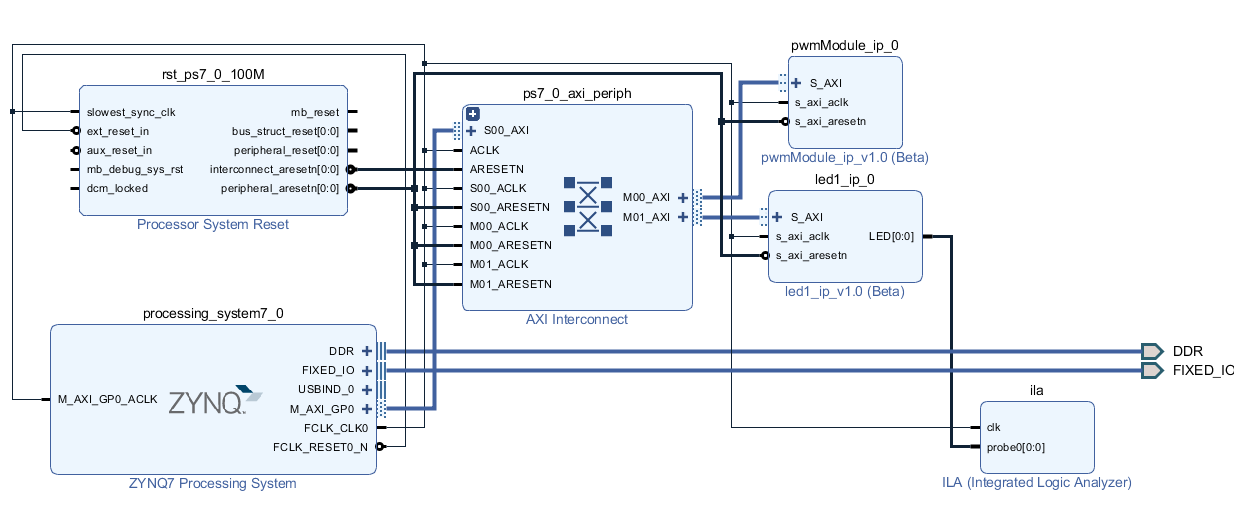 rst_ps7_0_100M
slowest_sync_clk
ext_reset_in
aux_reset_in
mb_debug_sys_rst
dcm_locked
mb_reset
bus_struct_reset[0:0]
peripheral_reset[0:0]
interconnect_aresetn[0:0]
peripheral_aresetn[0:0]
Processor System Reset
ps7_0_axi_periph
S00_AXI
ACLK
ARESETN
S00_ACLK
S00_ARESETN
M00_ACLK
M00_ARESETN
M01_ACLK
M01_ARESETN
M00_AXI
M01_AXI
AXI Interconnect
pwmModule_ip_0
S_AXI
s_axi_aclk
s_axi_aresetn
pwmModule_ip_v1.0 (Beta)
led1_ip_0
S_AXI
s_axi_aclk
s_axi_aresetn
LED[0:0]
led1_ip_v1.0 (Beta)
processing_system7_0
M_AXI_GP0_ACLK
ZYNQ
DDR
FIXED_IO
USBIND_0
M_AXI_GP0
FCLK_CLK0
FCLK_RESET0_N
ZYNQ7 Processing System
DDR
FIXED_IO
ila
clk
probe0[0:0]
ILA (Integrated Logic Analyzer)